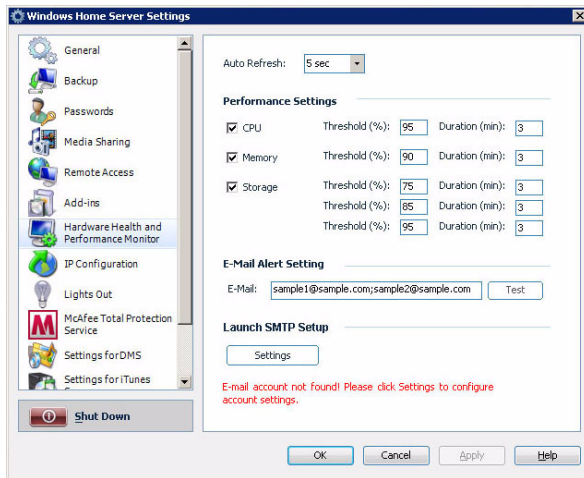 Windows Home Server Settings
General
Backup
Passwords
Media Sharing
Remote Access
Add-ins
Hardware Health and
Performance Monitor
IP Configuration
Lights Out
McAfee Total Protection
Service
Settings for DMS
Settings for iTunes
Shut Down
Auto Refresh: 5 sec
Performance Settings
CPU Threshold (%): 95 Duration (min): 3
Memory Threshold (%): 90 Duration (min): 3
Storage Threshold (%): 75 Duration (min): 3
Threshold (%): 85 Duration (min): 3
Threshold (%): 95 Duration (min): 3
E-Mail Alert Setting
E-Mail: sample1@sample.com;sample2@sample.com Test
Launch SMTP Setup
Settings
E-mail account not found! Please click Settings to configure
account settings.
OK Cancel Apply Help